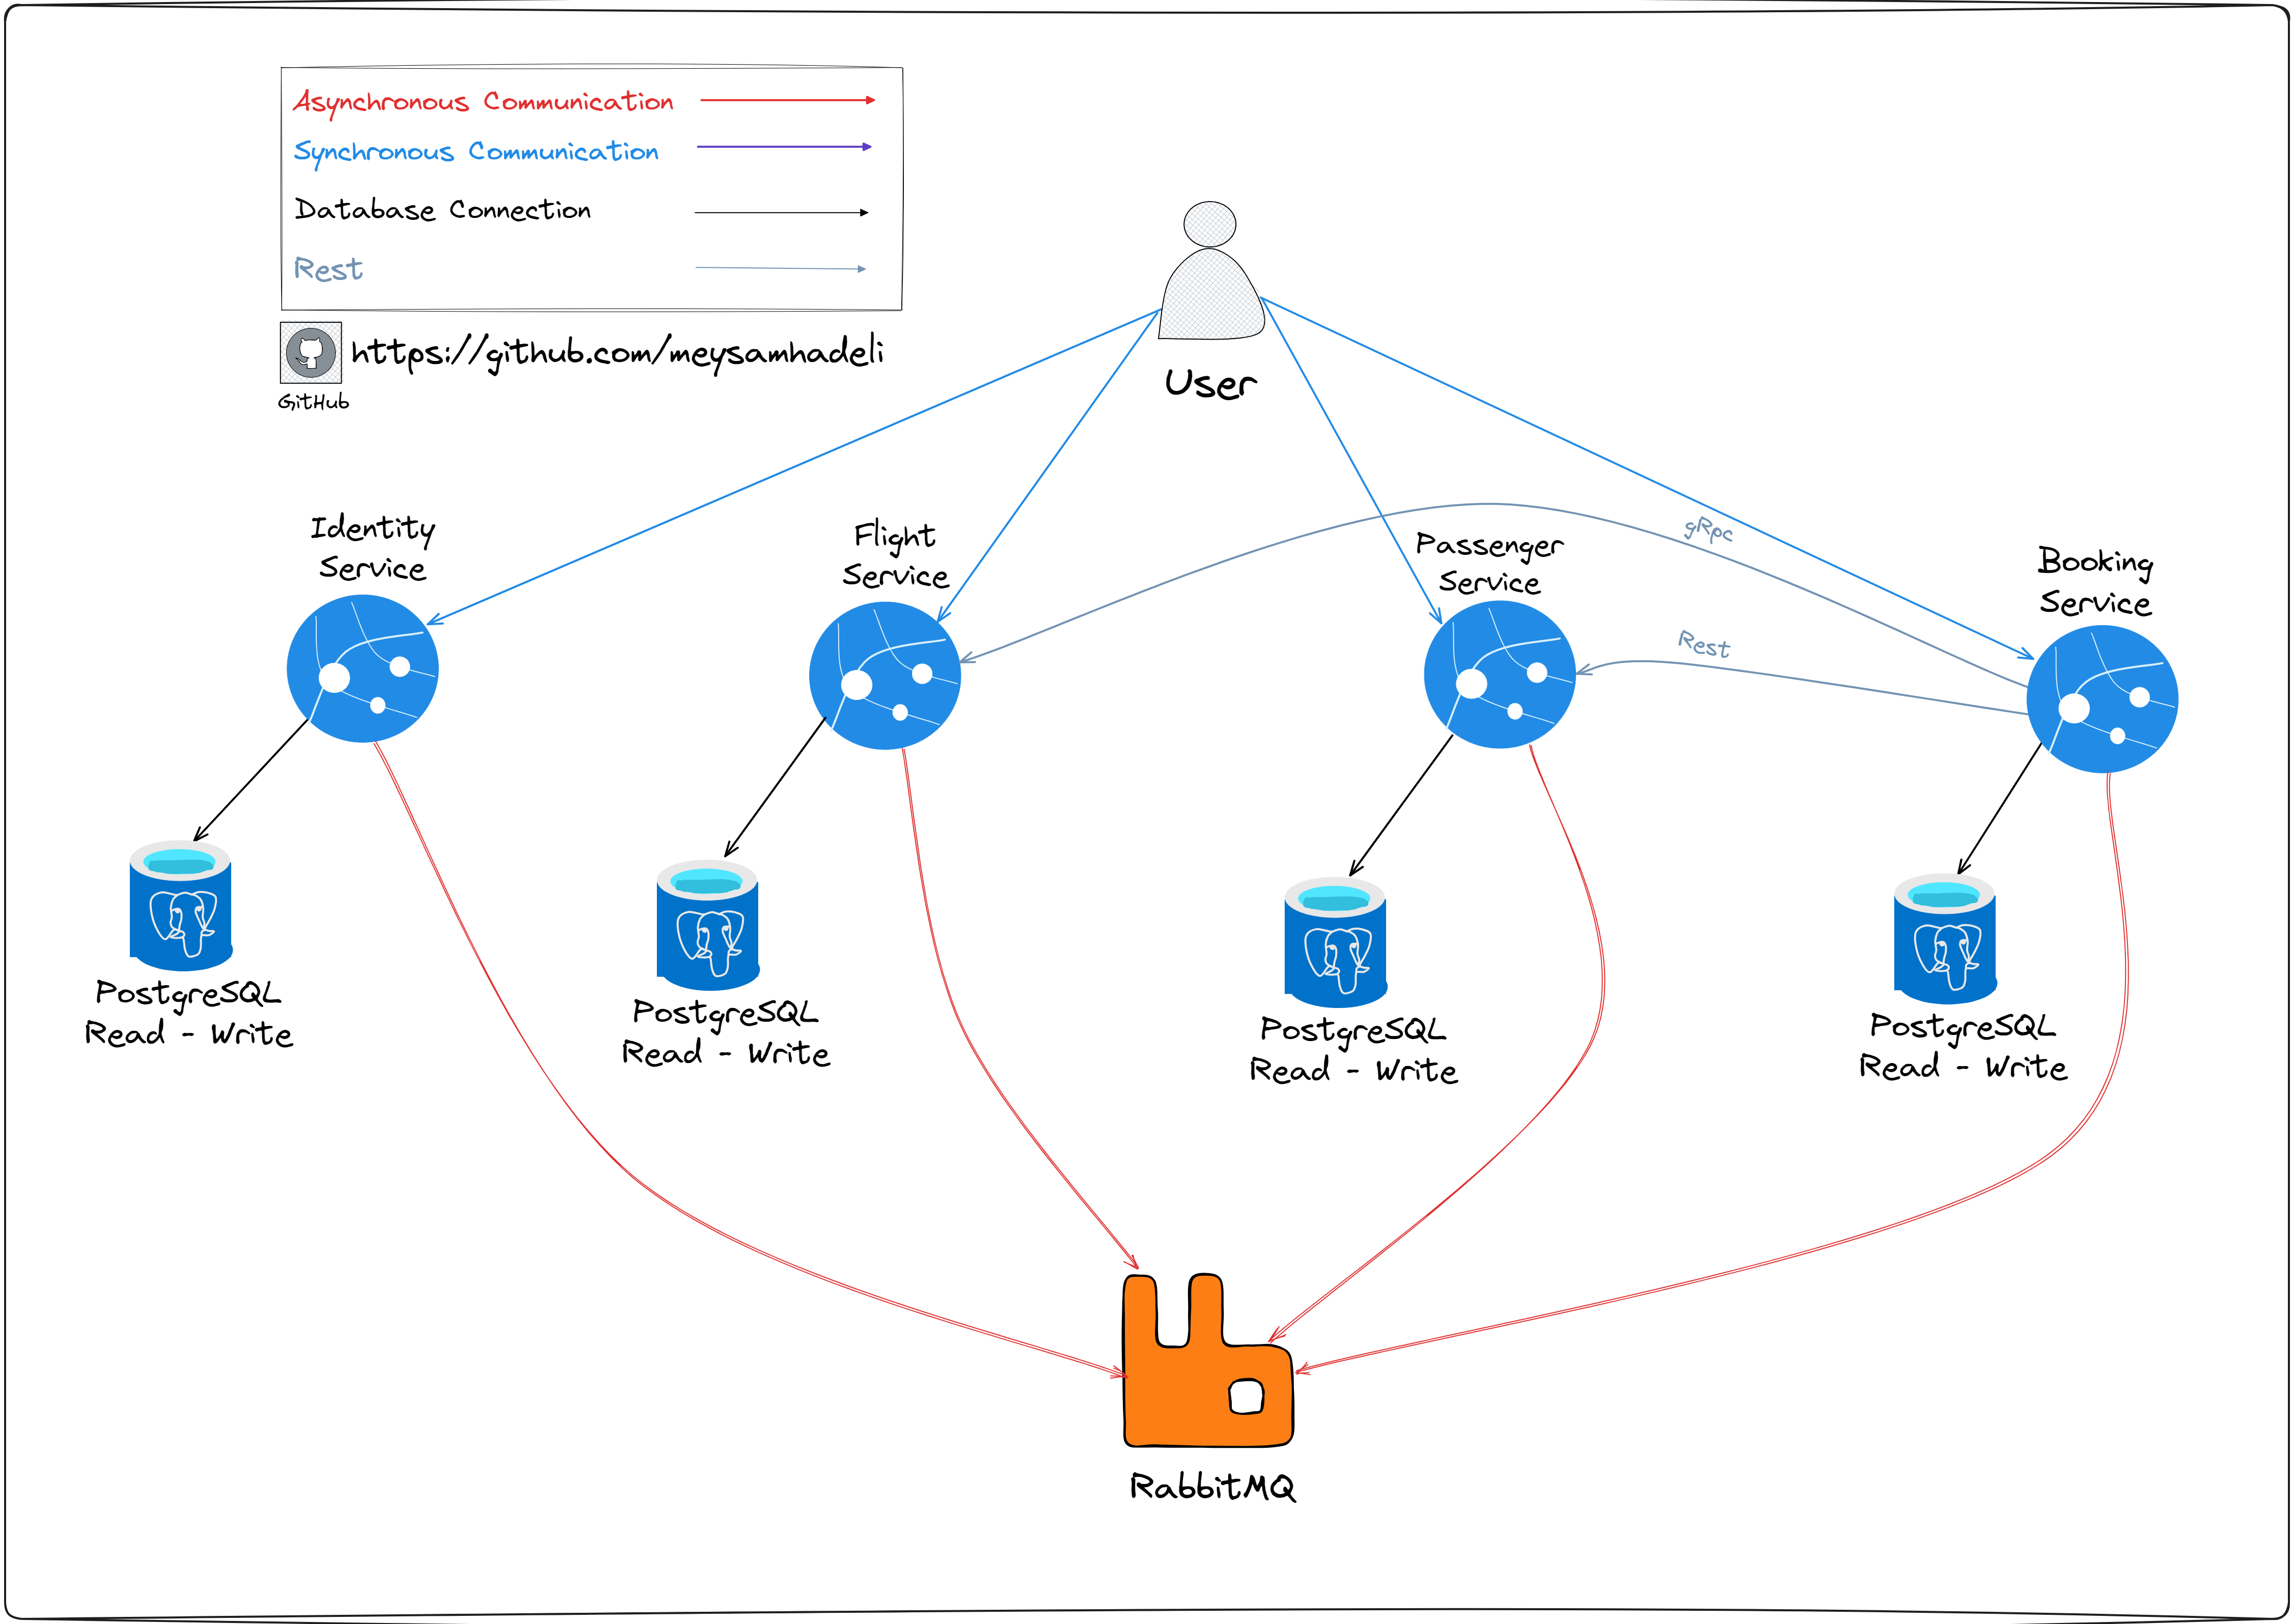 Asynchronous Communication
Synchronous Communication
Database Connection
Rest
https://github.com/meysamhadeli
GitHub
User
Identity
Service
Flight
Service
Passenger
Service
gRpc
Rest
Booking
Service
PostgreSQL
Read - Write
PostgreSQL
Read - Write
PostgreSQL
Read - Write
PostgreSQL
Read - Write
RabbitMQ